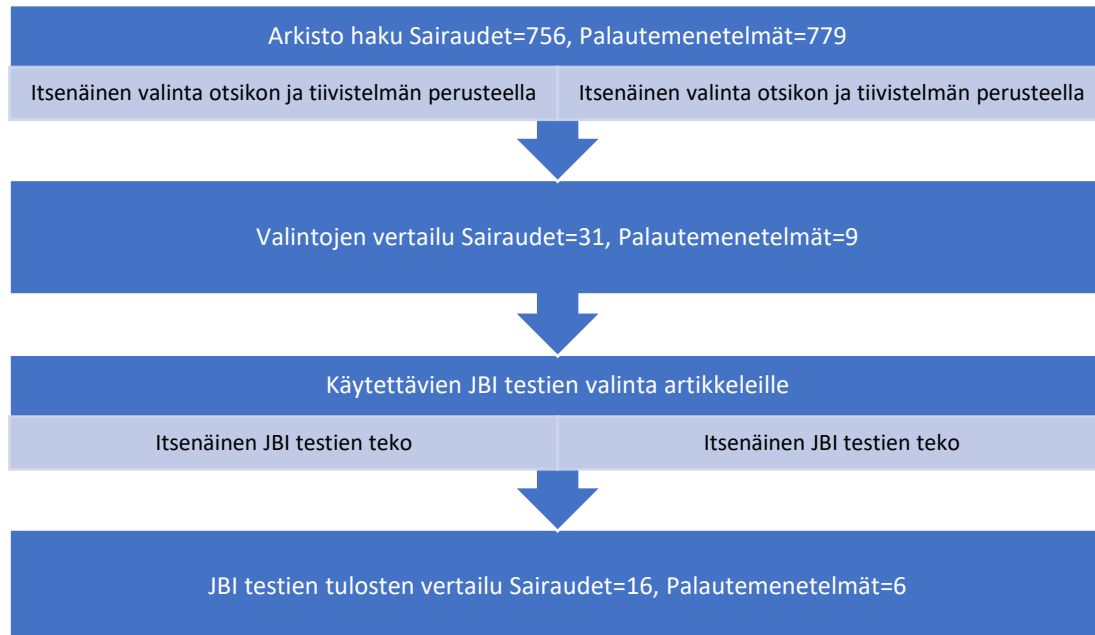 Arkisto haku Sairaudet=756, Palautemenetelmät=779
Itsenäinen valinta otsikon ja tiivistelmän perusteella
Itsenäinen valinta otsikon ja tiivistelmän perusteella
Valintojen vertailu Sairaudet=31, Palautemenetelmät=9
Käytettävien JBI testien valinta artikkeleille
Itsenäinen JBI testien teko
Itsenäinen JBI testien teko
JBI testien tulosten vertailu Sairaudet=16, Palautemenetelmät=6